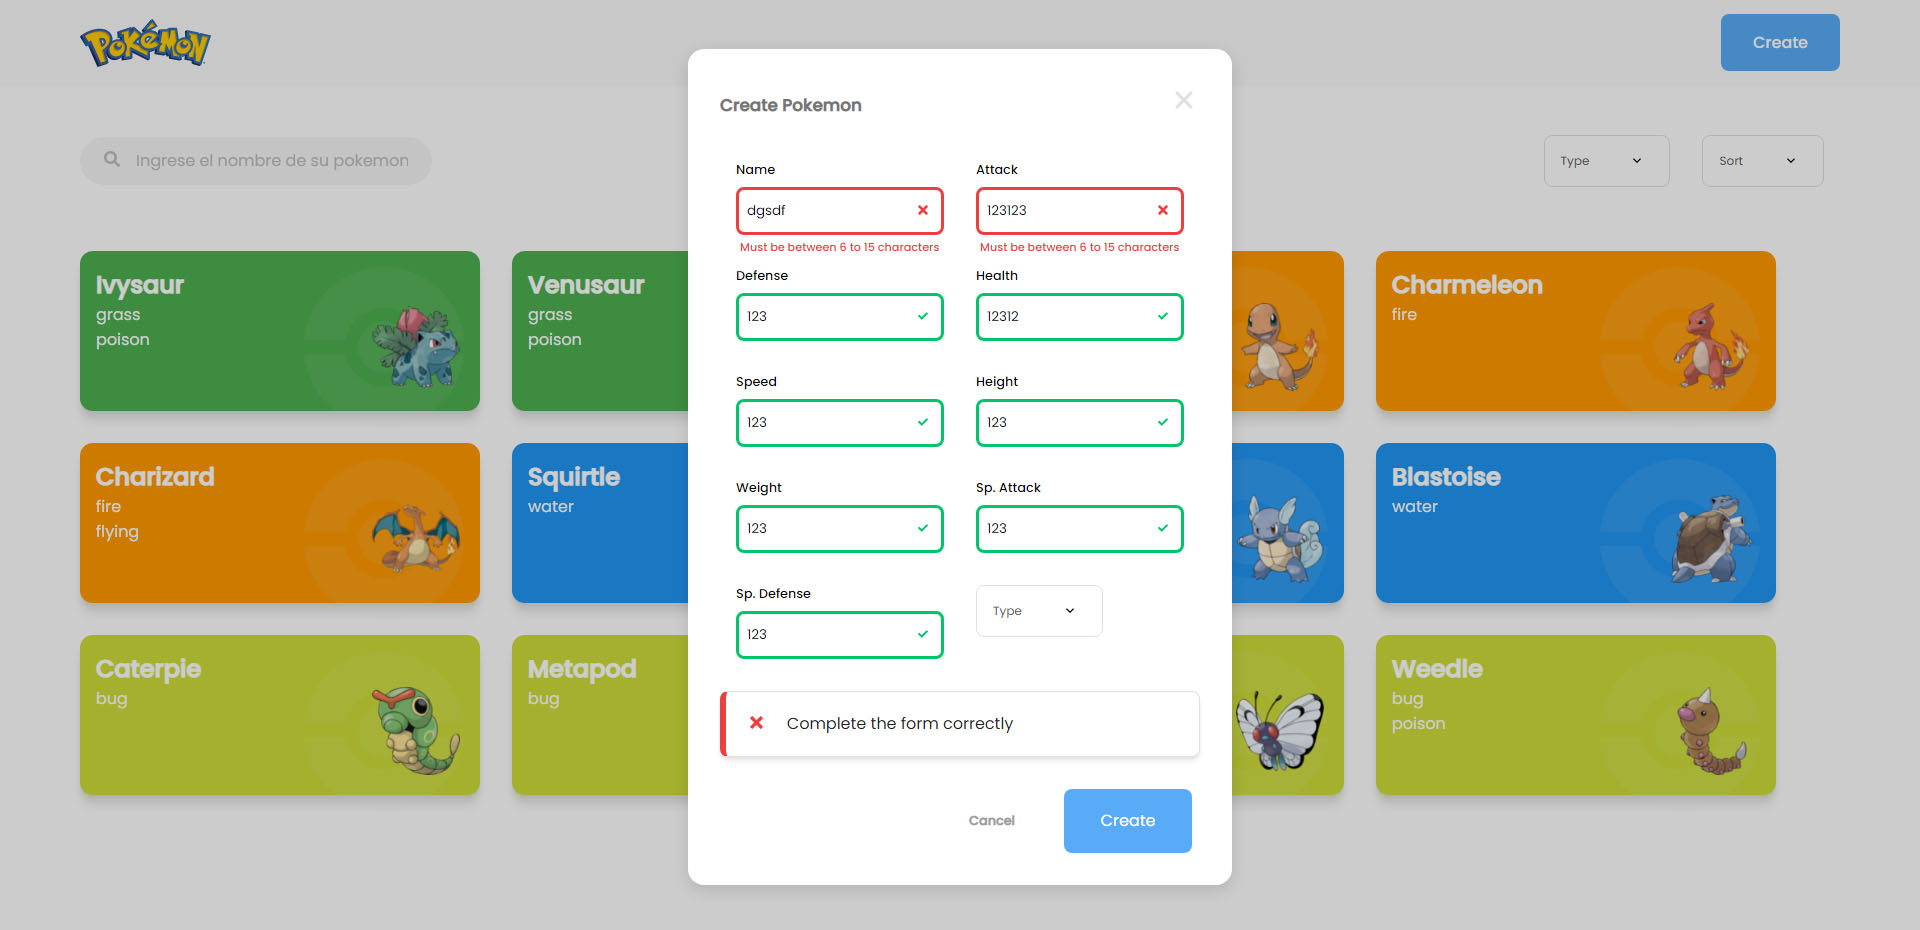 Pokémon
Create
Create Pokemon
Ingrese el nombre de su pokemon
Type
Sort
Name
Attack
dgsdf
123123
Must be between 6 to 15 characters
Must be between 6 to 15 characters
Defense
Health
123
12312
Speed
Height
123
123
Weight
Sp. Attack
123
123
Sp. Defense
Type
123
Complete the form correctly
Cancel
Create
Ivysaur
grass
poison
Venusaur
grass
poison
Charmeleon
fire
Charizard
fire
flying
Squirtle
water
Blastoise
water
Caterpie
bug
Metapod
bug
Weedle
bug
poison